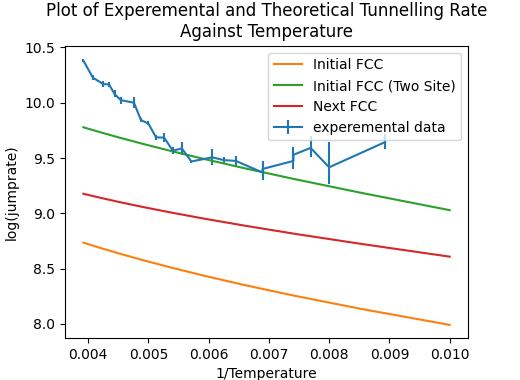 Plot of Experemental and Theoretical Tunnelling Rate
Against Temperature
10.5
10.0
9.5
9.0
8.5
8.0
log(jumprate)
Initial FCC
Initial FCC (Two Site)
Next FCC
experemental data
0.004 0.005 0.006 0.007 0.008 0.009 0.010
1/Temperature